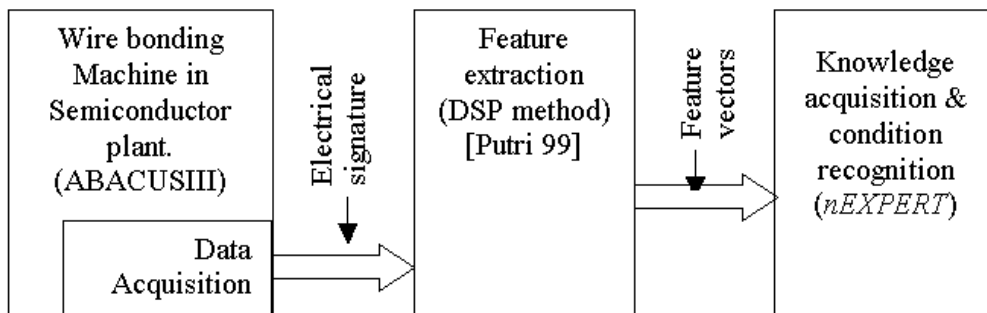 Wire bonding
Machine in
Semiconductor
plant.
(ABACUSIII)
Data
Acquisition
Electrical
signature
Feature
extraction
(DSP method)
[Putri 99]
Feature
vectors
Knowledge
acquisition &
condition
recognition
(nEXPERT)